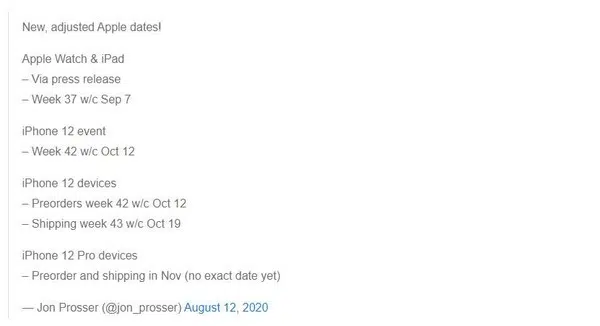 New, adjusted Apple dates!
Apple Watch & iPad
– Via press release
– Week 37 w/c Sep 7
iPhone 12 event
– Week 42 w/c Oct 12
iPhone 12 devices
– Preorders week 42 w/c Oct 12
– Shipping week 43 w/c Oct 19
iPhone 12 Pro devices
– Preorder and shipping in Nov (no exact date yet)
— Jon Prosser (@jon_prosser) August 12, 2020